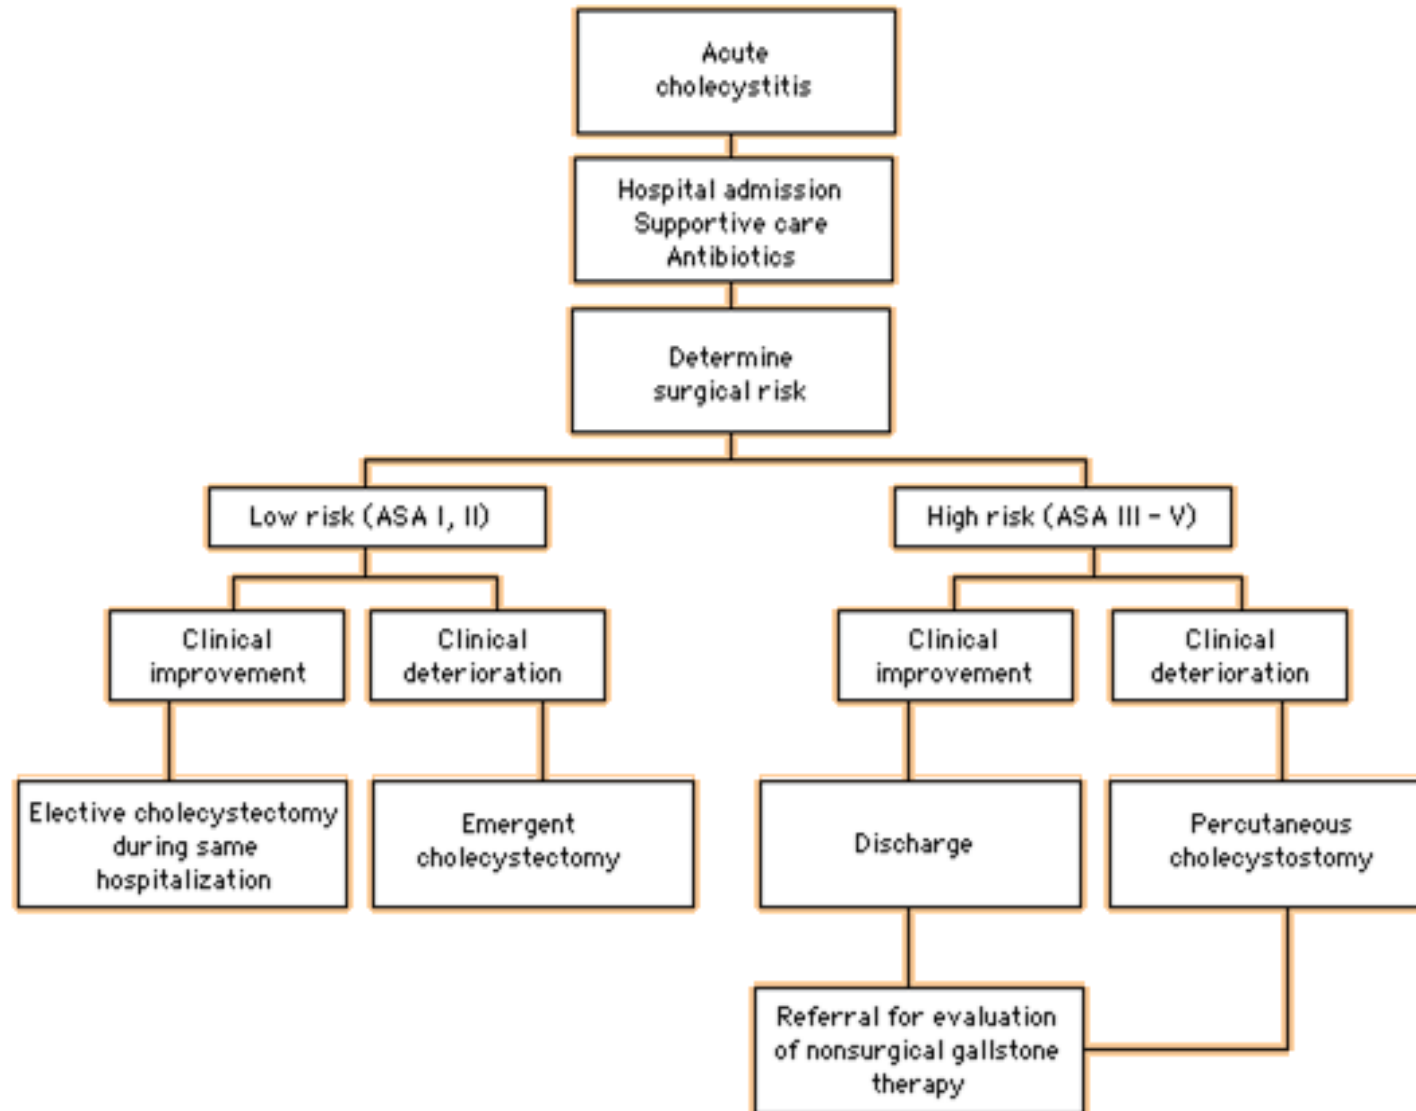 Acute
cholecystitis
Hospital admission
Supportive care
Antibiotics
Determine
surgical risk
Low risk (ASA I, II)
High risk (ASA III - V)
Clinical
improvement
Clinical
deterioration
Clinical
improvement
Clinical
deterioration
Elective cholecystectomy
during same
hospitalization
Emergent
cholecystectomy
Discharge
Percutaneous
cholecystostomy
Referral for evaluation
of nonsurgical gallstone
therapy